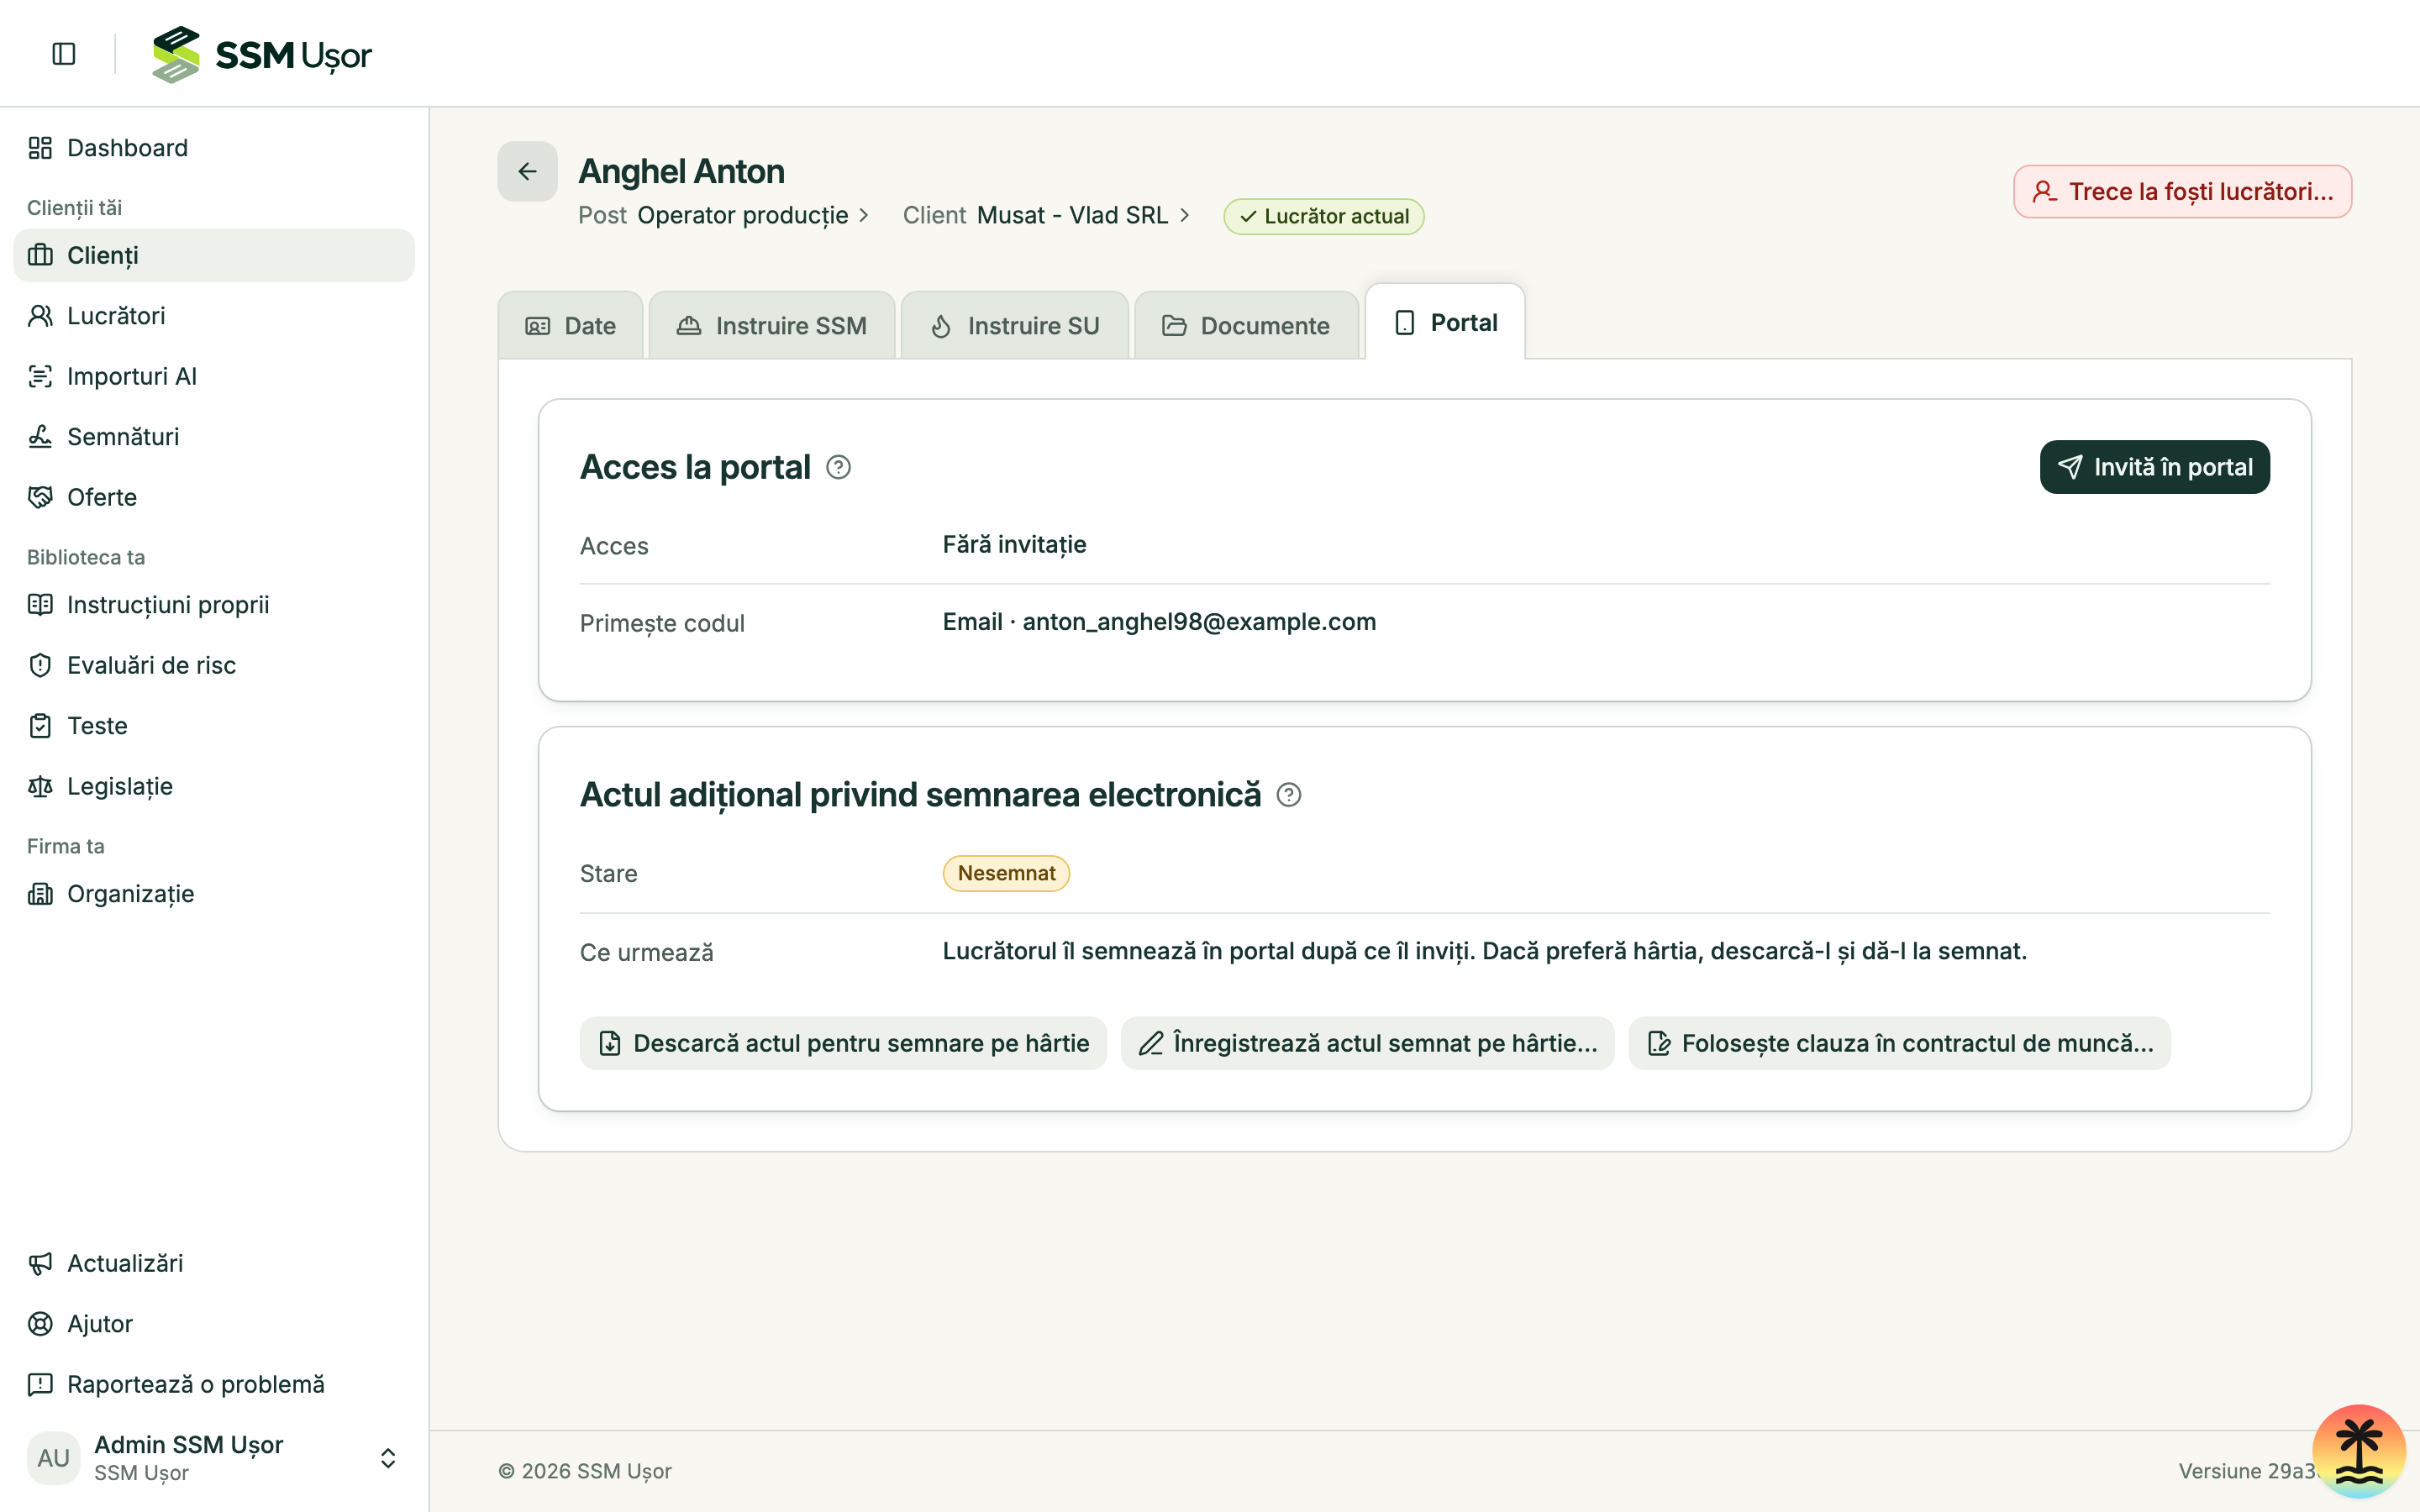 SSM Ușor
Dashboard
Clienții tăi
Clienți
Lucrători
Importuri AI
Semnături
Oferte
Biblioteca ta
Instrucțiuni proprii
Evaluări de risc
Teste
Legislație
Firma ta
Organizație
Actualizări
Ajutor
Raportează o problemă
AU
Admin SSM Ușor
SSM Ușor
Anghel Anton
Post Operator producție
Client Musat - Vlad SRL
Lucrător actual
Trece la foști lucrători...
Date
Instruire SSM
Instruire SU
Documente
Portal
Acces la portal
Invită în portal
Acces
Fără invitație
Primește codul
Email · anton_anghel98@example.com
Actul adițional privind semnarea electronică
Stare
Nesemnat
Ce urmează
Lucrătorul îl semnează în portal după ce îl inviți. Dacă preferă hârtia, descarcă-l și dă-l la semnat.
Descarcă actul pentru semnare pe hârtie
Înregistrează actul semnat pe hârtie...
Folosește clauza în contractul de muncă...
© 2026 SSM Ușor
Versiune